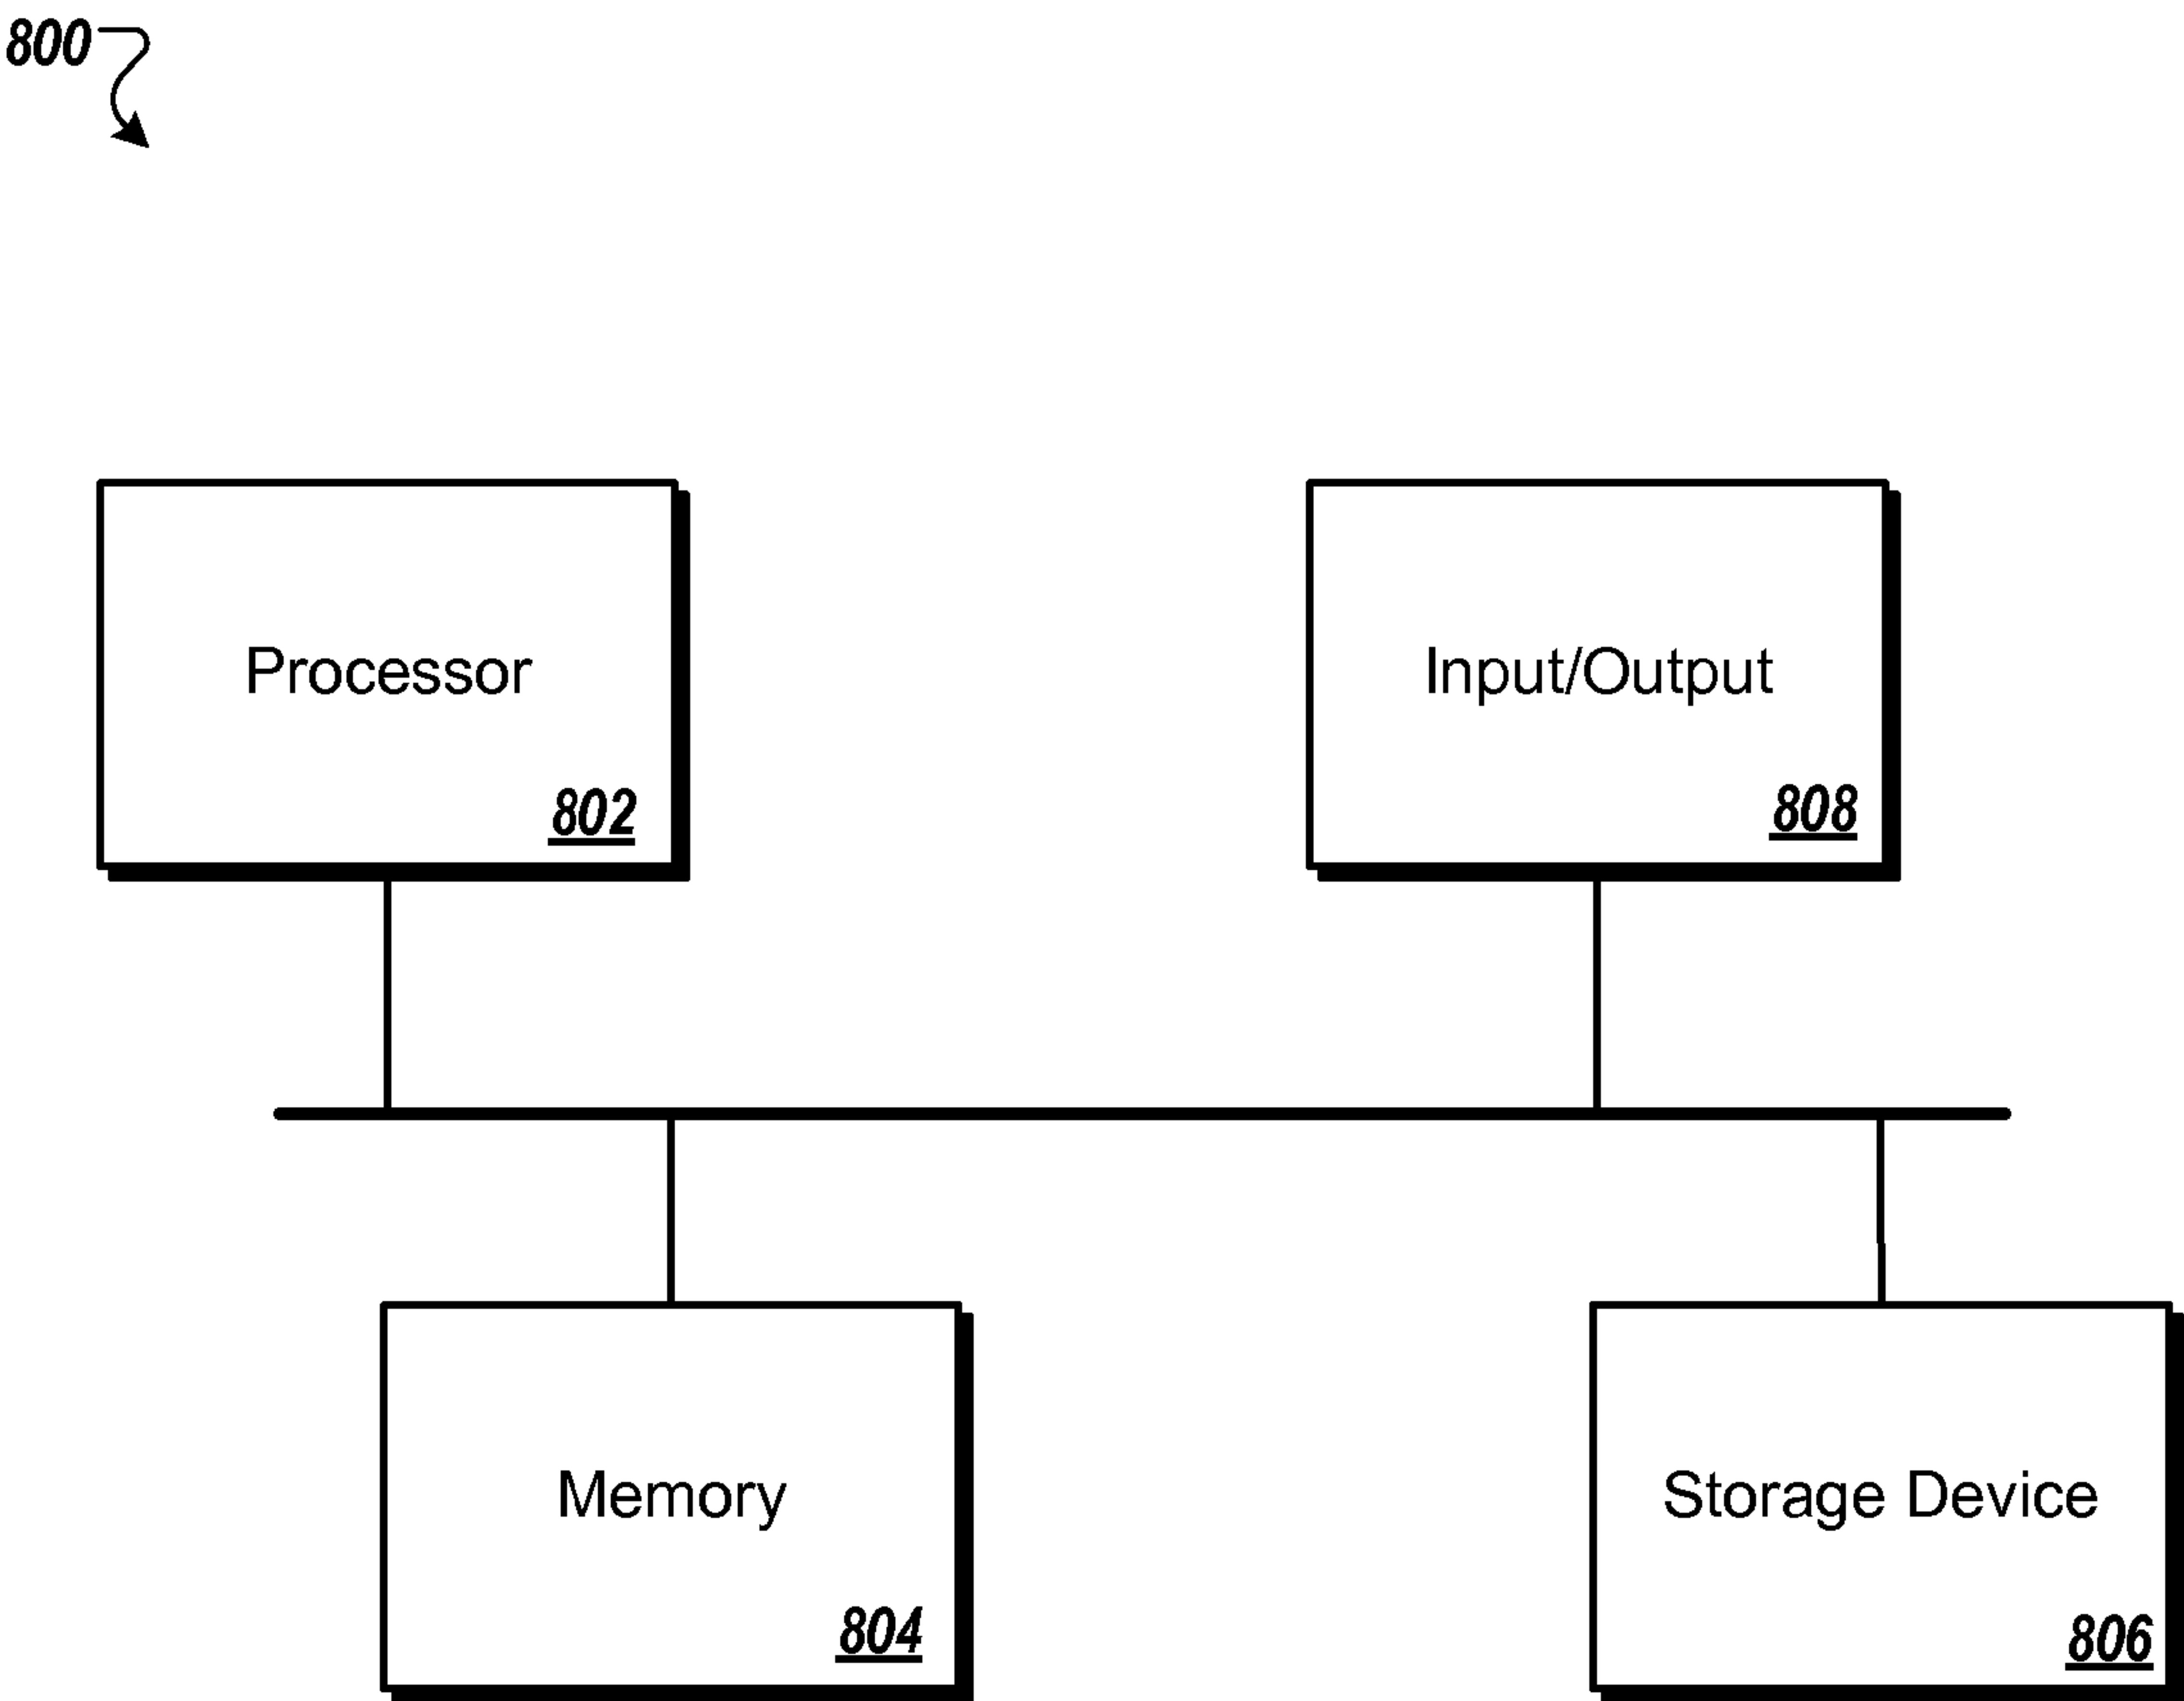 800
Processor
802
Input/Output
808
Memory
804
Storage Device
806